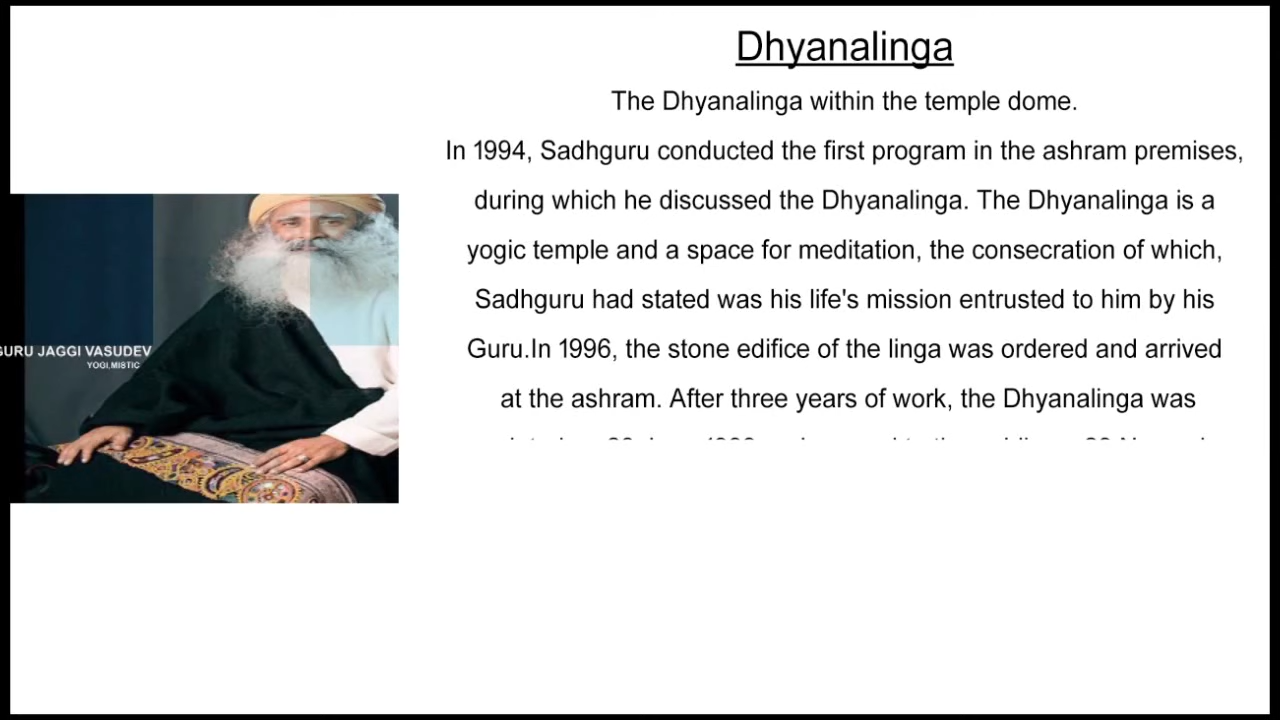 Dhyanalinga
The Dhyanalinga within the temple dome.
In 1994, Sadhguru conducted the first program in the ashram premises,
during which he discussed the Dhyanalinga. The Dhyanalinga is a
yogic temple and a space for meditation, the consecration of which,
Sadhguru had stated was his life's mission entrusted to him by his
Guru.In 1996, the stone edifice of the linga was ordered and arrived
at the ashram. After three years of work, the Dhyanalinga was
GURU JAGGI VASUDEV
YOGI,MISTIC